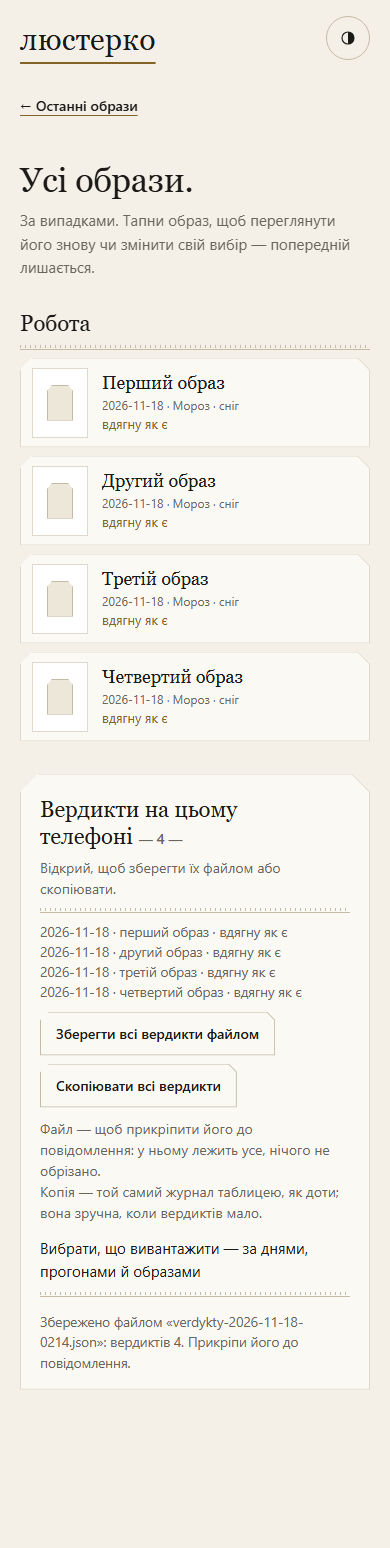 люстерко
← Останні образи
Усі образи.
За випадками. Тапни образ, щоб переглянути
його знову чи змінити свій вибір — попередній
лишається.
Робота
Перший образ
2026-11-18 · Мороз · сніг
вдягну як є
Другий образ
2026-11-18 · Мороз · сніг
вдягну як є
Третій образ
2026-11-18 · Мороз · сніг
вдягну як є
Четвертий образ
2026-11-18 · Мороз · сніг
вдягну як є
Вердикти на цьому
телефоні — 4 —
Відкрий, щоб зберегти їх файлом або
скопіювати.
2026-11-18 · перший образ · вдягну як є
2026-11-18 · другий образ · вдягну як є
2026-11-18 · третій образ · вдягну як є
2026-11-18 · четвертий образ · вдягну як є
Зберегти всі вердикти файлом
Скопіювати всі вердикти
Файл — щоб прикріпити його до
повідомлення: у ньому лежить усе, нічого не
обрізано.
Копія — той самий журнал таблицею, як доти;
вона зручна, коли вердиктів мало.
Вибрати, що вивантажити — за днями,
прогонами й образами
Збережено файлом «verdykty-2026-11-18-
0214.json»: вердиктів 4. Прикріпи його до
повідомлення.